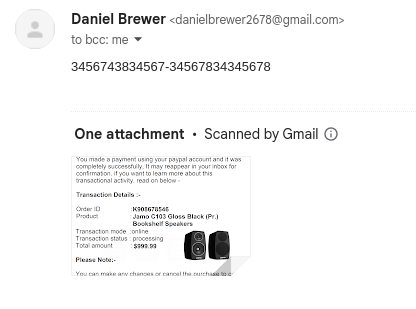 Daniel Brewer <danielbrewer2678@gmail.com>
to bcc: me
3456743834567-34567834345678
One attachment • Scanned by Gmail
You made a payment using your paypal account and it was
completely successfully. It may reappear in your inbox for
confirmation. if you want to learn more about this
transactional activity. read on below -
Transaction Details :-
Order ID : K908678546
Product : Jamo C103 Gloss Black (Pr.)
Bookshelf Speakers
Transaction mode :online
Transaction status : processing
Total amount : $999.99
Please Note:-
You can make any chances or cancel the purchase to c